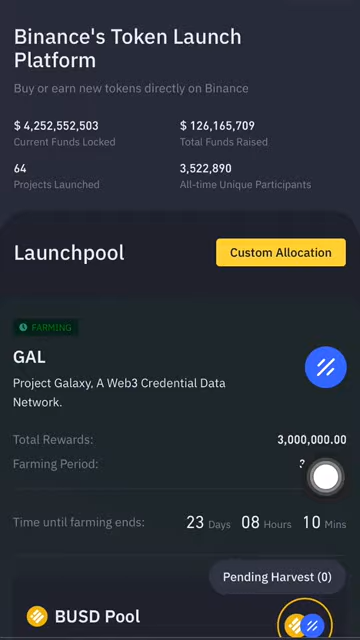 Binance's Token Launch
Platform
Buy or earn new tokens directly on Binance
$ 4,252,552,503
$ 126,165,709
Current Funds Locked
Total Funds Raised
64
3,522,890
Projects Launched
All-time Unique Participants
Launchpool
Custom Allocation
FARMING
GAL
Project Galaxy, A Web3 Credential Data
Network.
Total Rewards:
3,000,000.00
Farming Period:
Time until farming ends:
23 Days 08 Hours 10 Mins
Pending Harvest (0)
BUSD Pool